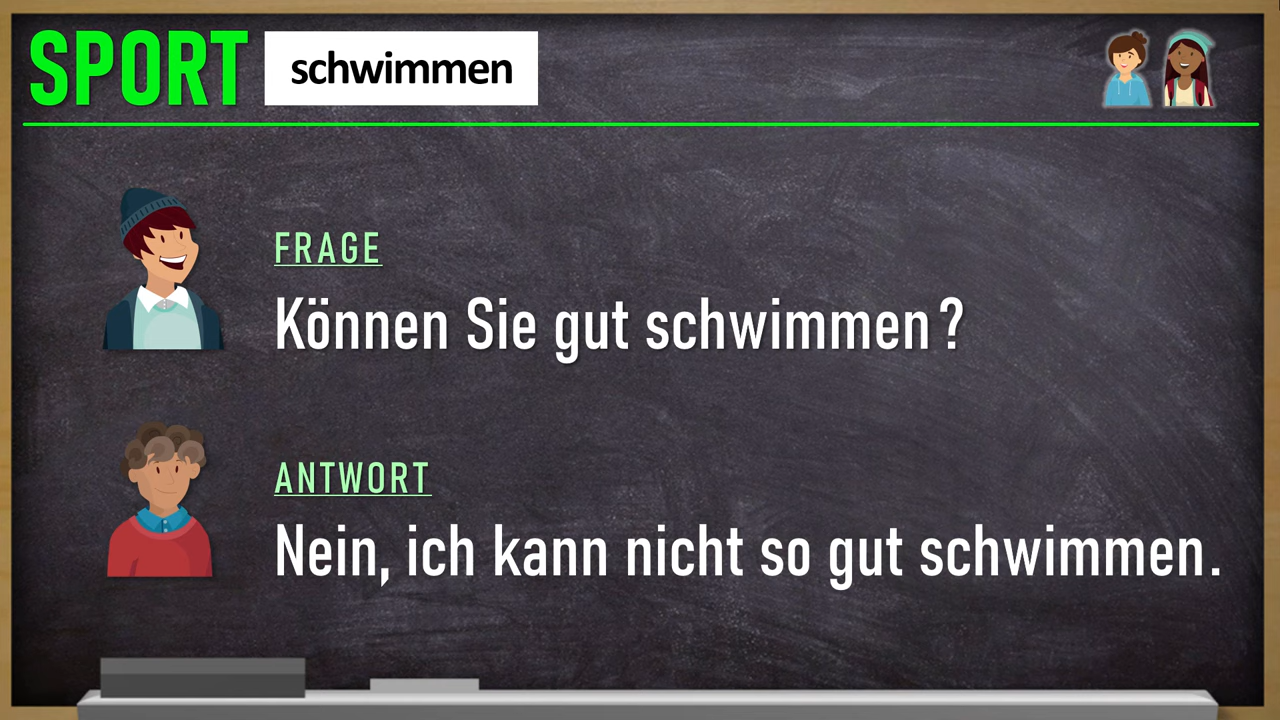 SPORT schwimmen
FRAGE
Können Sie gut schwimmen?
ANTWORT
Nein, ich kann nicht so gut schwimmen.